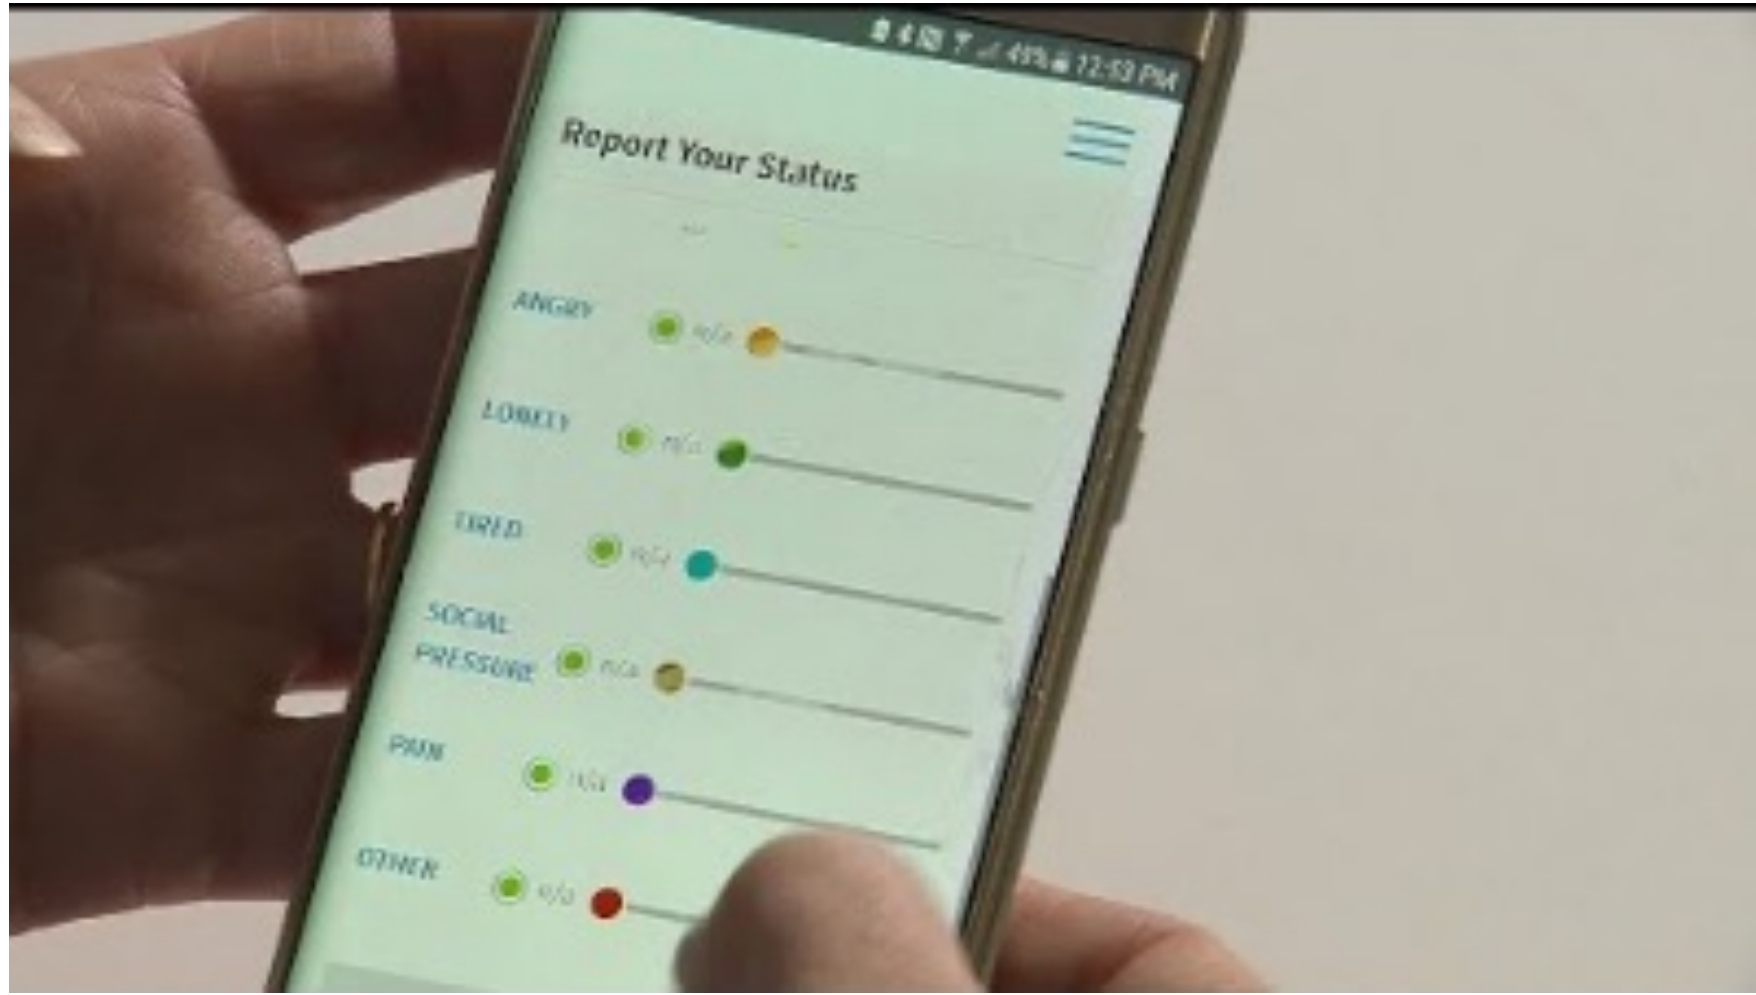 49% 12:53 PM
Report Your Status
ANGRY n/a
LONELY n/a
TIRED n/a
SOCIAL
PRESSURE n/a
PAIN n/a
OTHER n/a